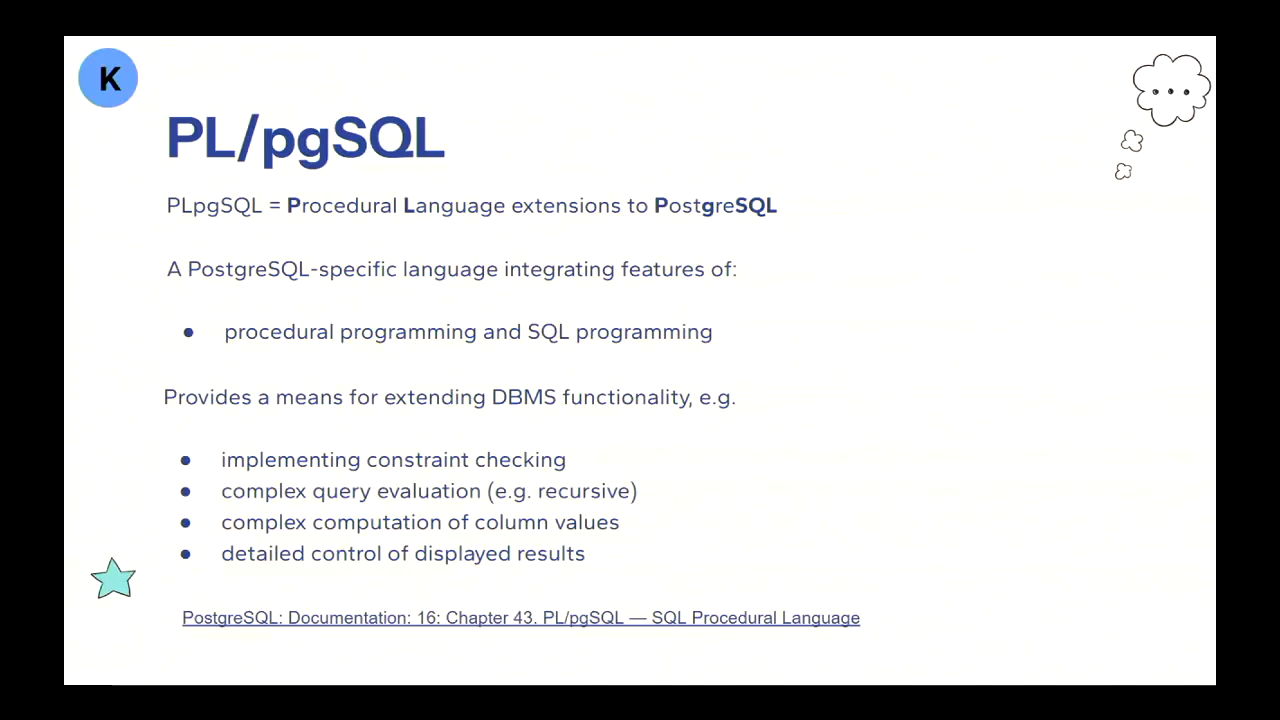 K
PL/pgSQL
PLpgSQL = Procedural Language extensions to PostgreSQL
A PostgreSQL-specific language integrating features of:
● procedural programming and SQL programming
Provides a means for extending DBMS functionality, e.g.
● implementing constraint checking
● complex query evaluation (e.g. recursive)
● complex computation of column values
● detailed control of displayed results
PostgreSQL: Documentation: 16: Chapter 43. PL/pgSQL — SQL Procedural Language